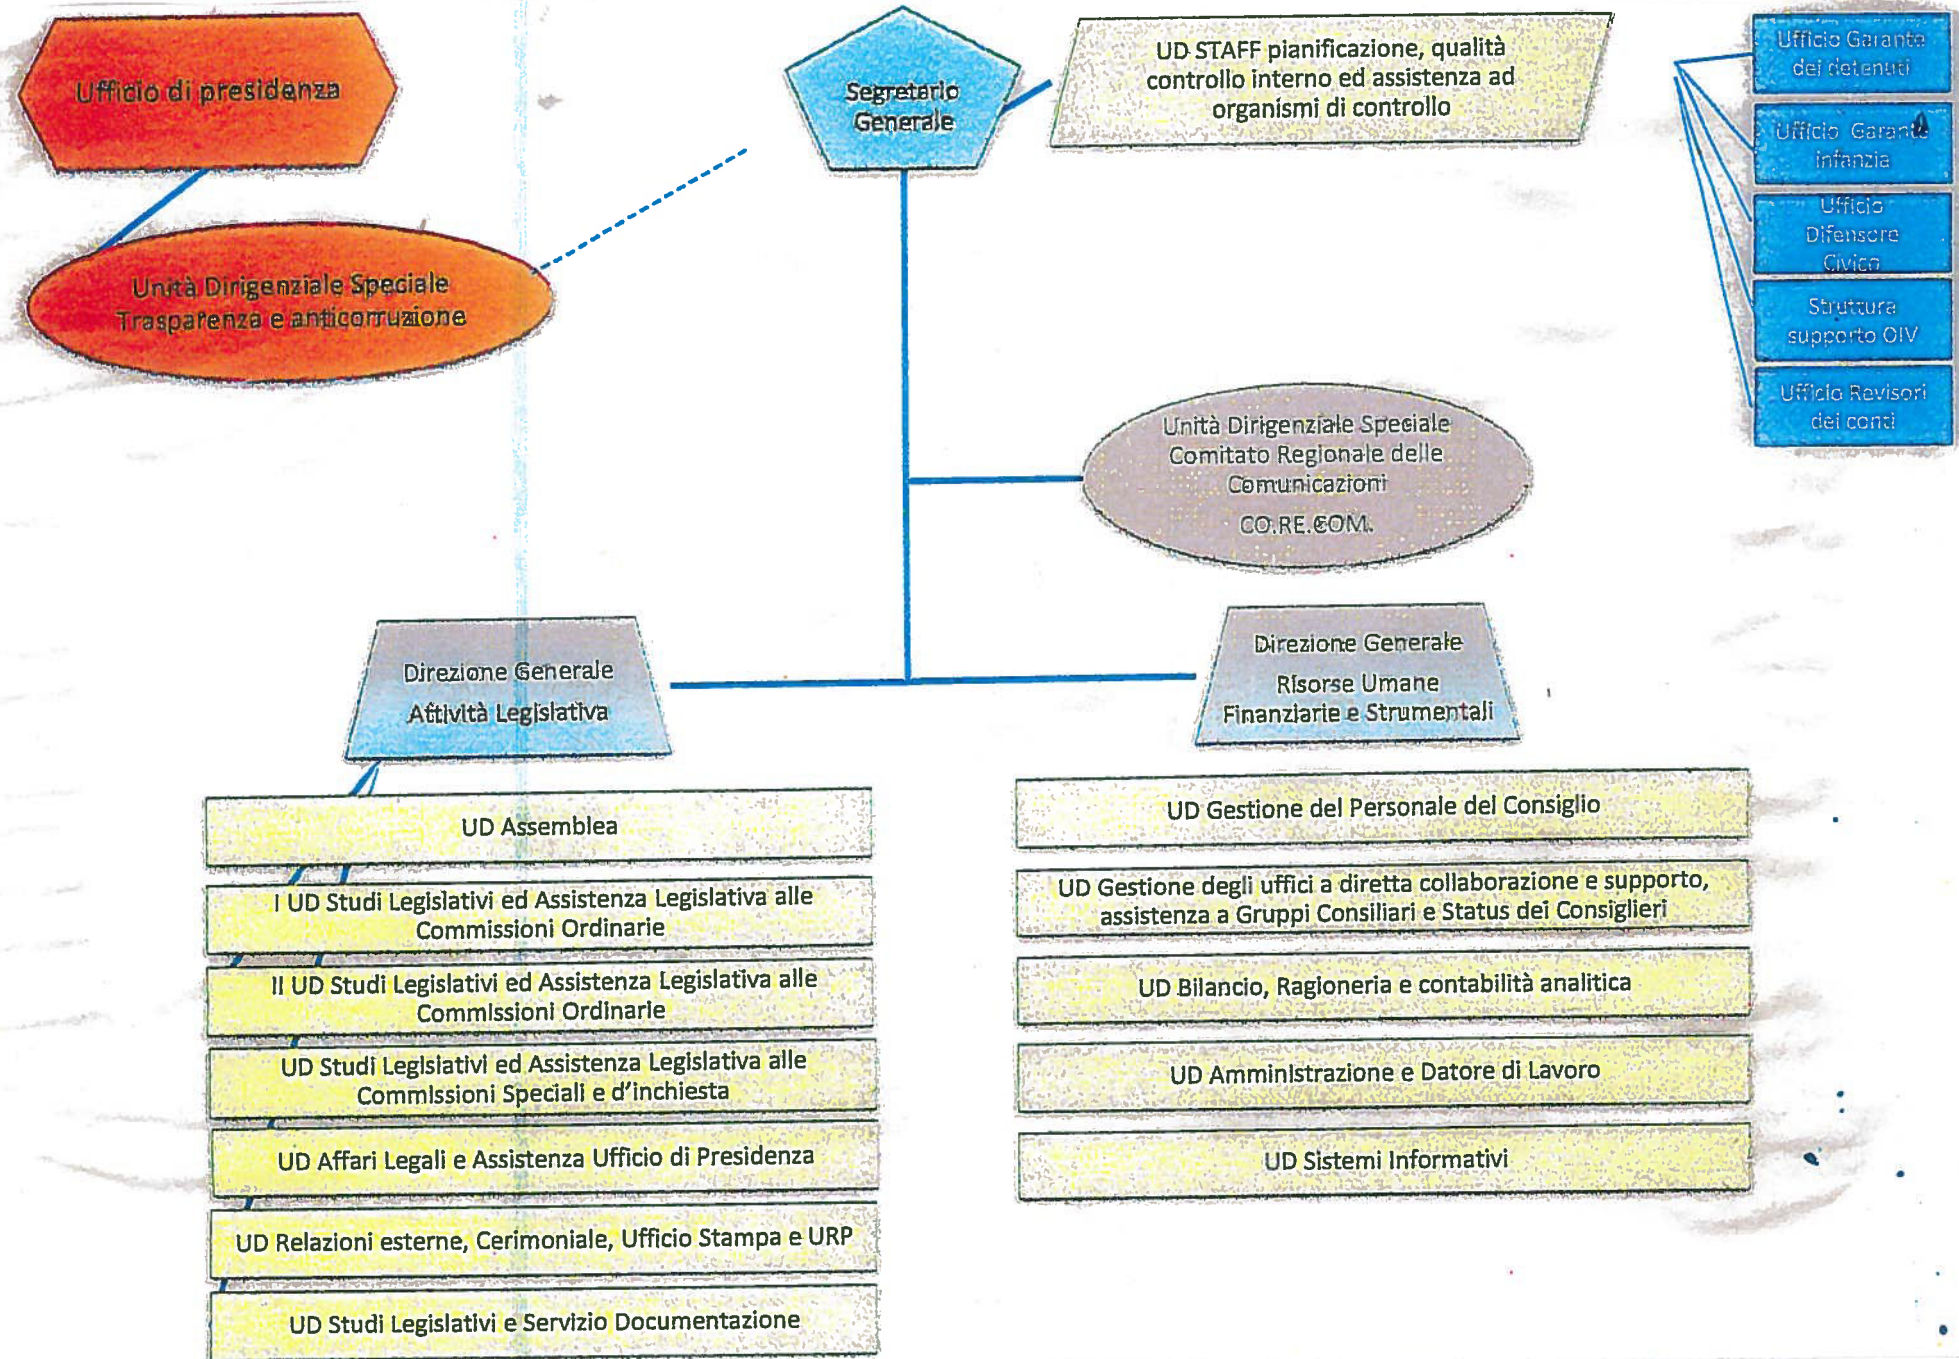 Ufficio di presidenza
Unità Dirigenziale Speciale
Trasparenza e anticorruzione
Segretario
Generale
UD STAFF pianificazione, qualità
controllo interno ed assistenza ad
organismi di controllo
Ufficio Garante
dei detenuti
Ufficio Garante
infanzia
Ufficio
Difensore
Civico
Struttura
supporto OIV
Ufficio Revisori
dei conti
Unità Dirigenziale Speciale
Comitato Regionale delle
Comunicazioni
CO.RE.COM.
Direzione Generale
Attività Legislativa
Direzione Generale
Risorse Umane
Finanziarie e Strumentali
UD Assemblea
I UD Studi Legislativi ed Assistenza Legislativa alle
Commissioni Ordinarie
II UD Studi Legislativi ed Assistenza Legislativa alle
Commissioni Ordinarie
UD Studi Legislativi ed Assistenza Legislativa alle
Commissioni Speciali e d'inchiesta
UD Affari Legali e Assistenza Ufficio di Presidenza
UD Relazioni esterne, Cerimoniale, Ufficio Stampa e URP
UD Studi Legislativi e Servizio Documentazione
UD Gestione del Personale del Consiglio
UD Gestione degli uffici a diretta collaborazione e supporto,
assistenza a Gruppi Consiliari e Status dei Consiglieri
UD Bilancio, Ragioneria e contabilità analitica
UD Amministrazione e Datore di Lavoro
UD Sistemi Informativi